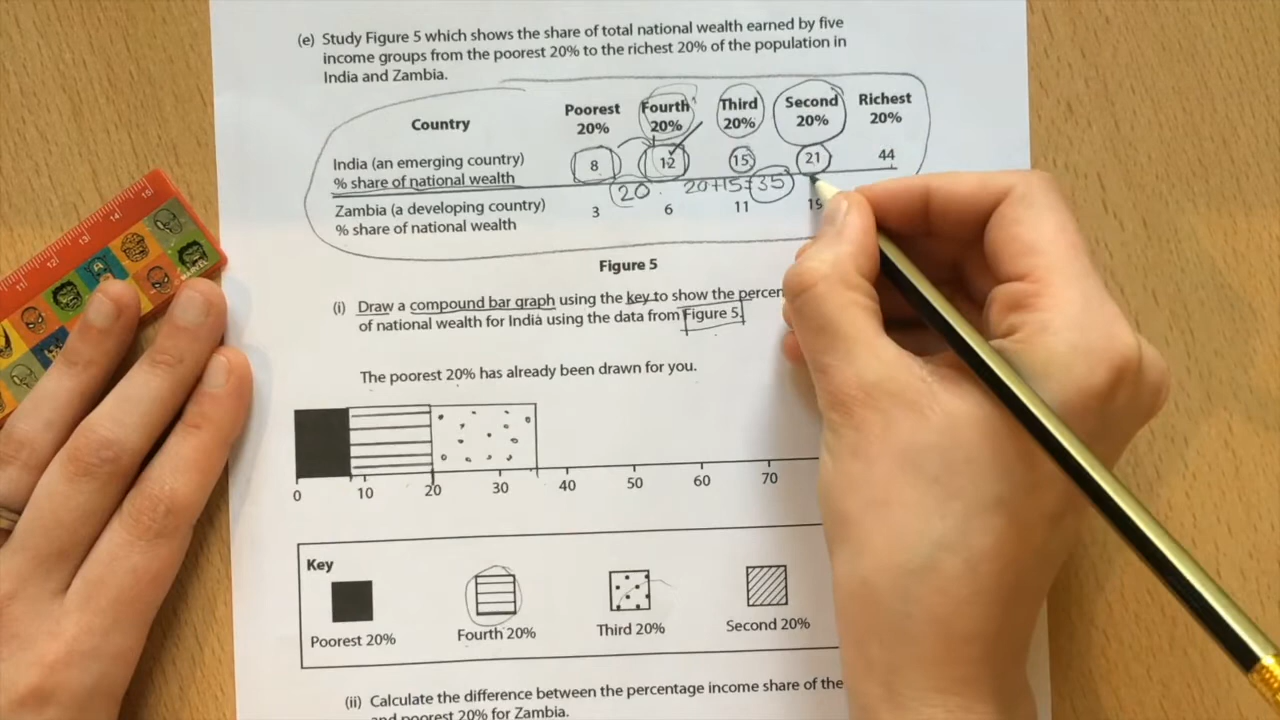 (e) Study Figure 5 which shows the share of total national wealth earned by five
income groups from the poorest 20% to the richest 20% of the population in
India and Zambia.
Country Poorest 20% Fourth 20% Third 20% Second 20% Richest 20%
India (an emerging country)
% share of national wealth 8 12 15 21 44
20 20+15=35
Zambia (a developing country)
% share of national wealth 3 6 11
Figure 5
(i) Draw a compound bar graph using the key to show the
of national wealth for India using the data from Figure 5.
The poorest 20% has already been drawn for you.
0 10 20 30 40 50 60 70
Key
Poorest 20% Fourth 20% Third 20% Second 20%
(ii) Calculate the difference between the percentage income share of the
and poorest 20% for Zambia.
11 12 13 14 15
MARVEL